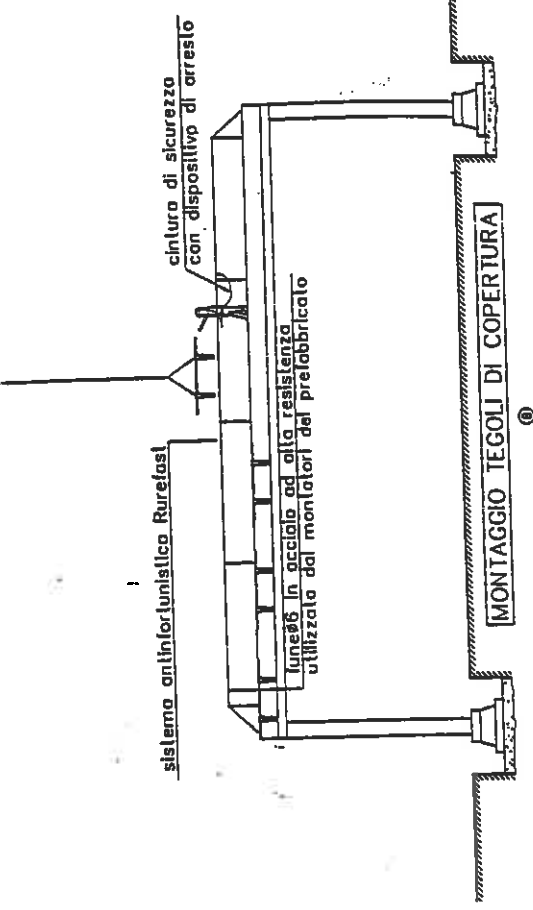 cintura di sicurezza
con dispositivo di arresto
sistema antinfortunistico Rurefast
fune ø6 in acciaio ad alta resistenza
utilizzata dai montatori del prefabbricato
MONTAGGIO TEGOLI DI COPERTURA
(8)